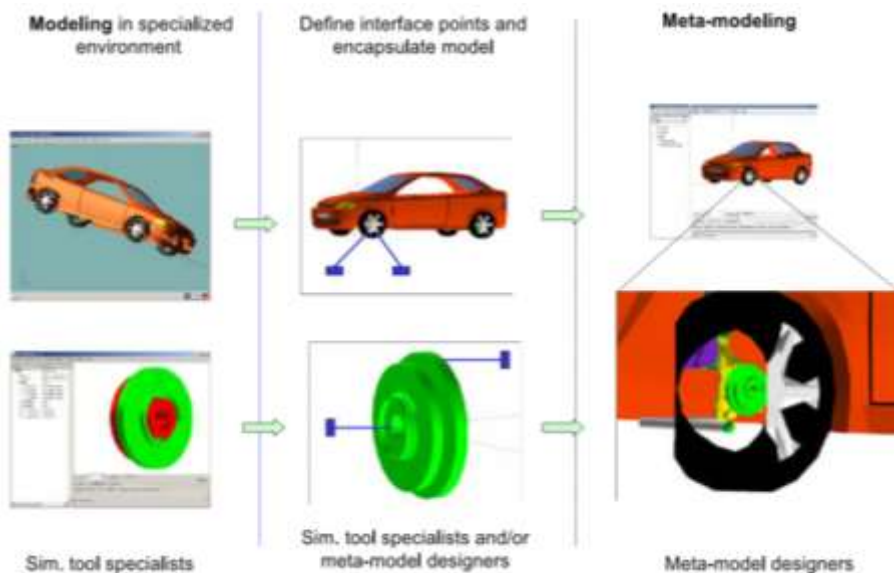 Modeling in specialized
environment
Define interface points and
encapsulate model
Meta-modeling
Sim. tool specialists
Sim. tool specialists and/or
meta-model designers
Meta-model designers